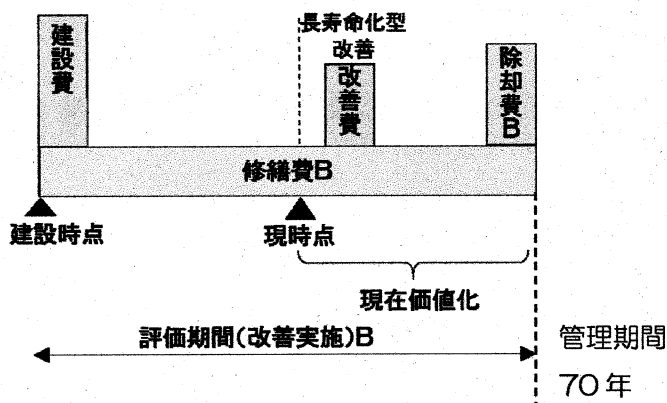 建設費
長寿命化型
改善
改善費
除却費B
修繕費B
建設時点
現時点
現在価値化
評価期間(改善実施)B
管理期間
70年